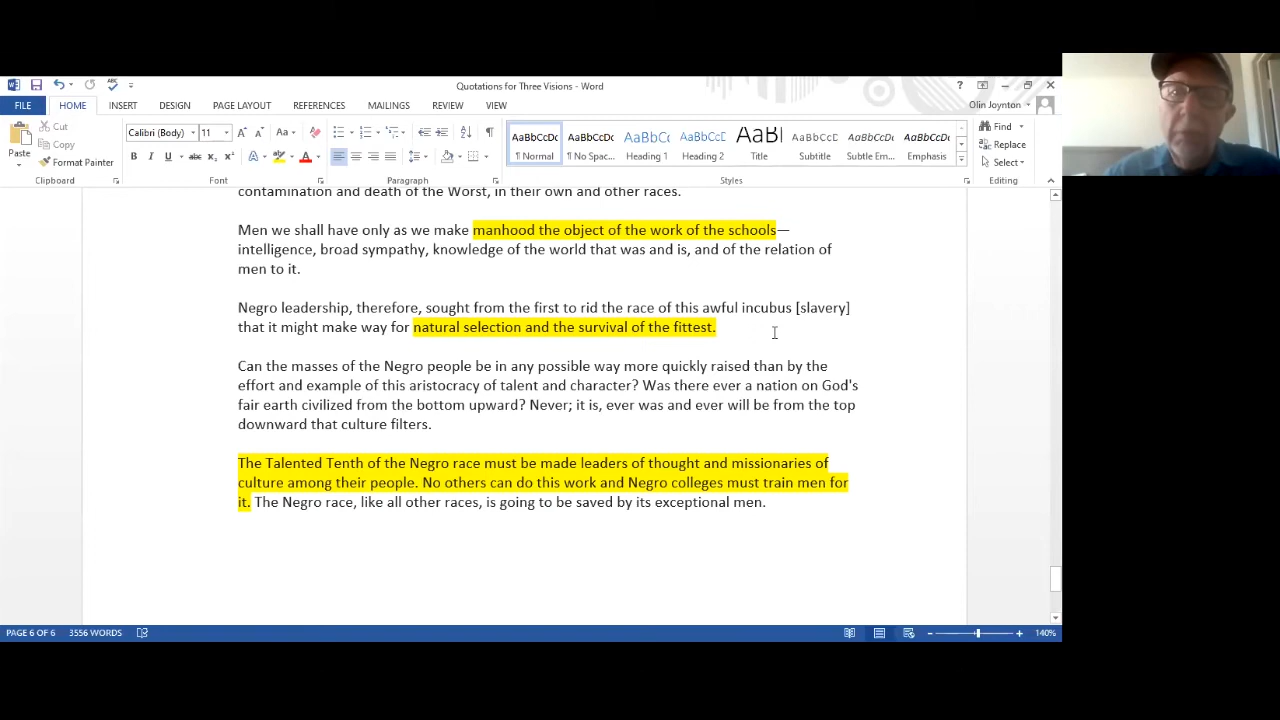 Quotations for Three Visions - Word
FILE HOME INSERT DESIGN PAGE LAYOUT REFERENCES MAILINGS REVIEW VIEW Olin Joynton
Paste
Cut
Copy
Format Painter
Clipboard
Calibri (Body) 11
Font
Paragraph
AaBbCcDc AaBbCcDc AaBbCc AaBbCcD AaB AaBbCcD AaBbCcDc AaBbCcDc
¶ Normal ¶ No Spac... Heading 1 Heading 2 Title Subtitle Subtle Em... Emphasis
Styles
Find
Replace
Select
Editing
contamination and death of the Worst, in their own and other races.
Men we shall have only as we make manhood the object of the work of the schools—
intelligence, broad sympathy, knowledge of the world that was and is, and of the relation of
men to it.
Negro leadership, therefore, sought from the first to rid the race of this awful incubus [slavery]
that it might make way for natural selection and the survival of the fittest.
Can the masses of the Negro people be in any possible way more quickly raised than by the
effort and example of this aristocracy of talent and character? Was there ever a nation on God's
fair earth civilized from the bottom upward? Never; it is, ever was and ever will be from the top
downward that culture filters.
The Talented Tenth of the Negro race must be made leaders of thought and missionaries of
culture among their people. No others can do this work and Negro colleges must train men for
it. The Negro race, like all other races, is going to be saved by its exceptional men.
PAGE 6 OF 6 3556 WORDS 140%